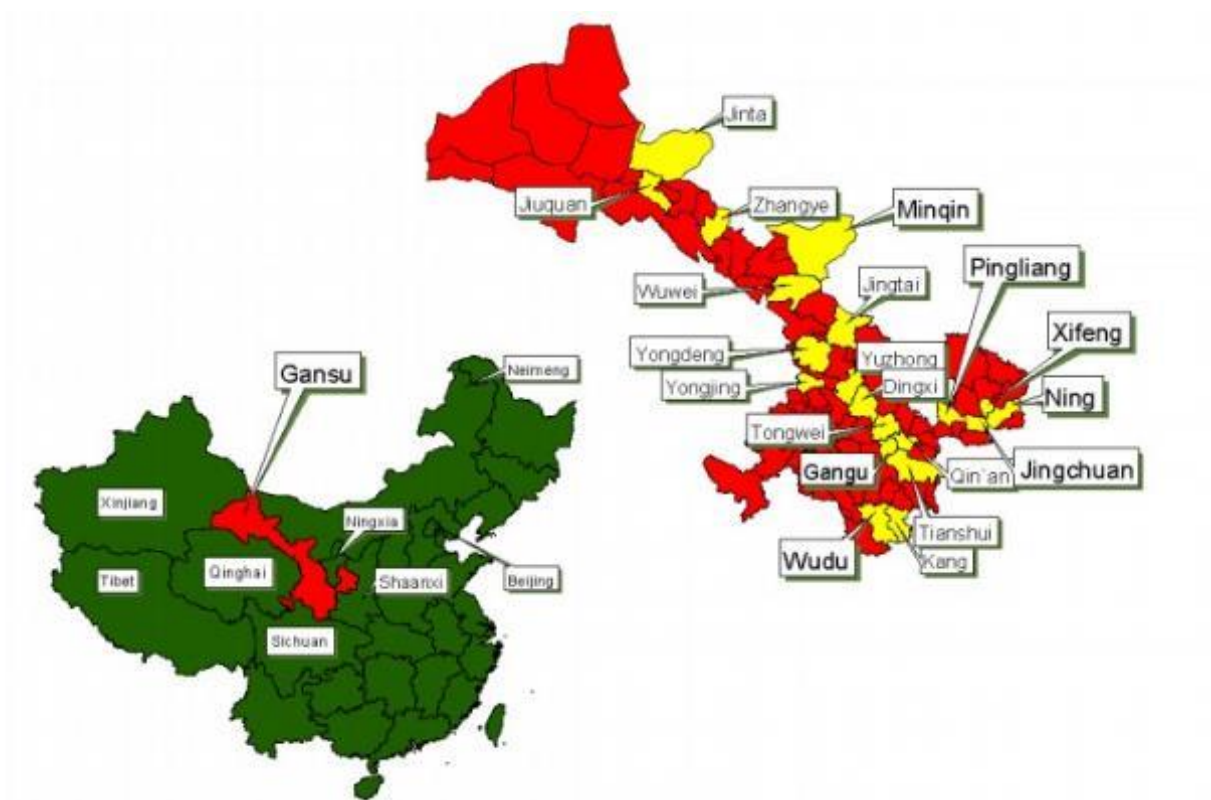 Jinta
Jiuquan
Zhangye
Minqin
Pingliang
Wuwei
Jingtai
Xifeng
Yongdeng
Yuzhong
Yongjing
Dingxi
Ning
Tongwei
Gangu
Qin`an
Jingchuan
Tianshui
Wudu
Kang
Gansu
Neimeng
Xinjiang
Ningxia
Qinghai
Tibet
Shaanxi
Beijing
Sichuan